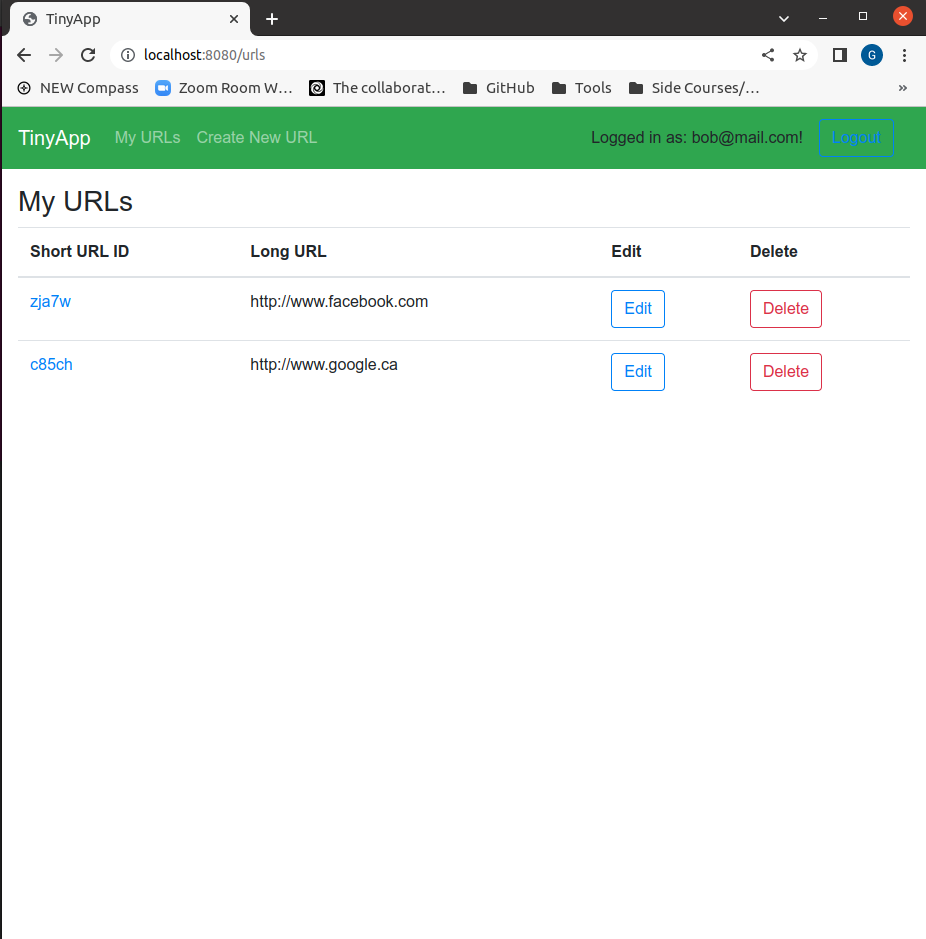 TinyApp
localhost:8080/urls
G
NEW Compass Zoom Room W... The collaborat... GitHub Tools Side Courses/... »
TinyApp My URLs Create New URL Logged in as: bob@mail.com! Logout
My URLs
Short URL ID Long URL Edit Delete
zja7w http://www.facebook.com Edit Delete
c85ch http://www.google.ca Edit Delete